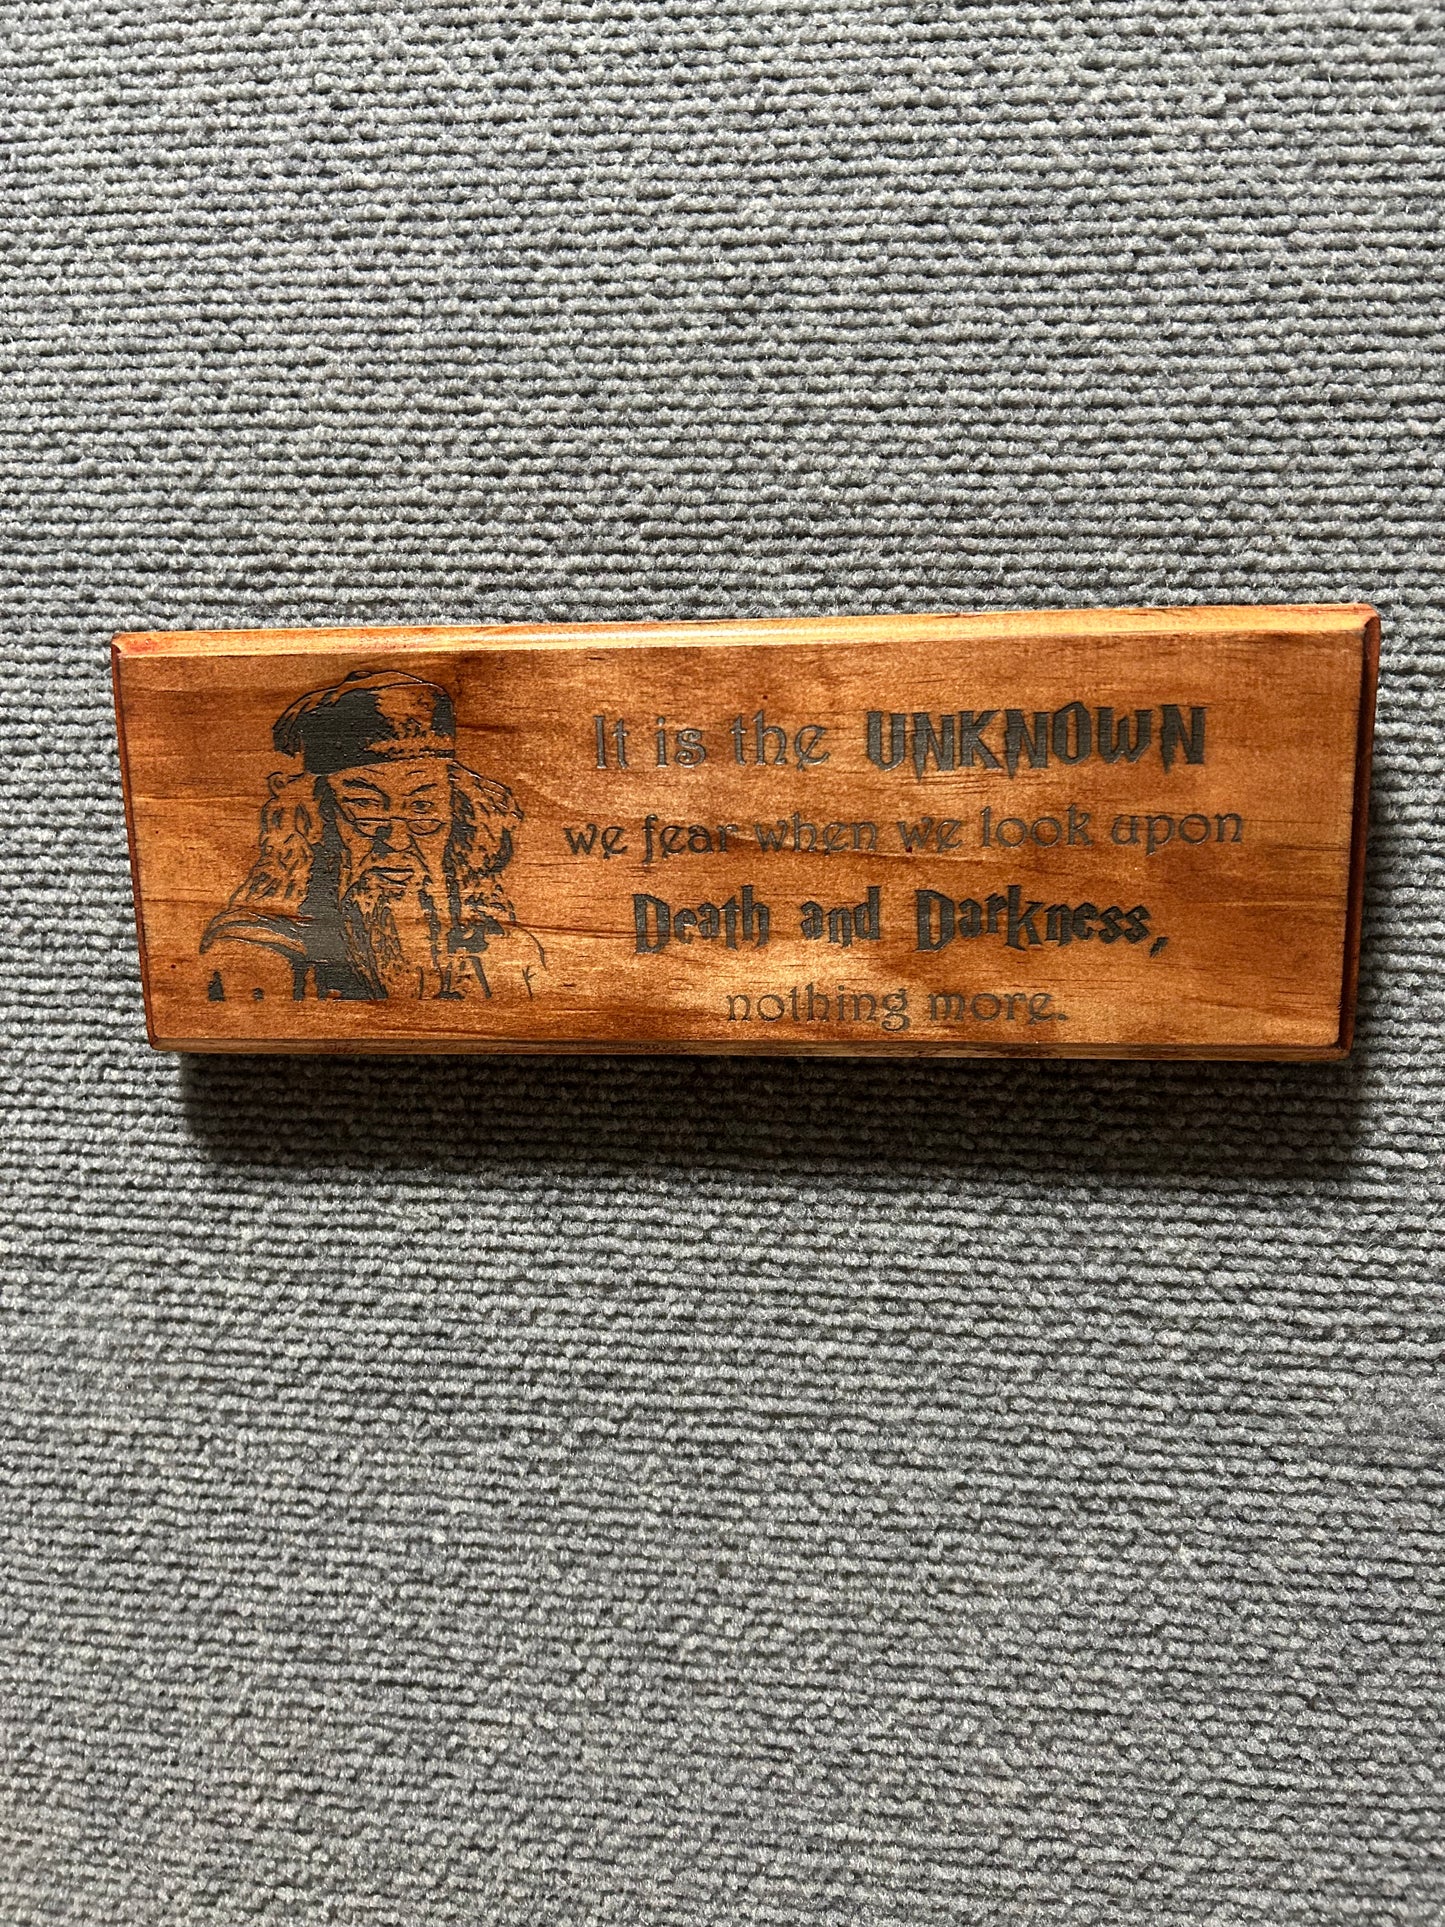 It is the UNKNOWN
we fear when we look upon
Death and Darkness,
nothing more.